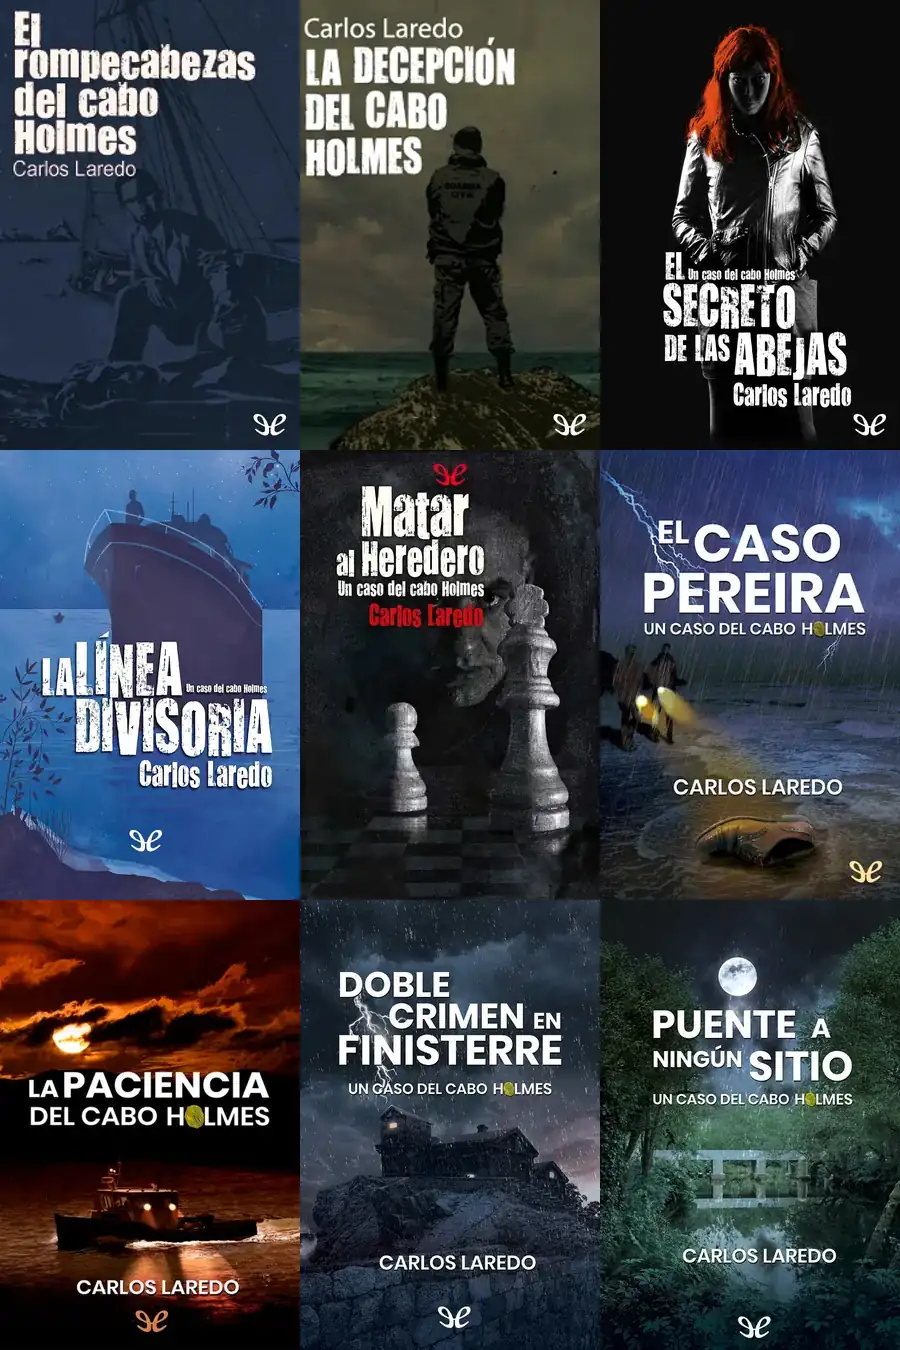 El
rompecabezas
del cabo
Holmes
Carlos Laredo
Carlos Laredo
LA DECEPCIÓN
DEL CABO
HOLMES
GUARDIA
CIVIL
EL Un caso del cabo Holmes
SECRETO
DE LAS ABEJAS
Carlos Laredo
LA LÍNEA Un caso del cabo Holmes
DIVISORIA
Carlos Laredo
Matar
al Heredero
Un caso del cabo Holmes
Carlos Laredo
EL CASO
PEREIRA
UN CASO DEL CABO HOLMES
CARLOS LAREDO
LA PACIENCIA
DEL CABO HOLMES
CARLOS LAREDO
DOBLE
CRIMEN EN
FINISTERRE
UN CASO DEL CABO HOLMES
CARLOS LAREDO
PUENTE A
NINGÚN SITIO
UN CASO DEL CABO HOLMES
CARLOS LAREDO